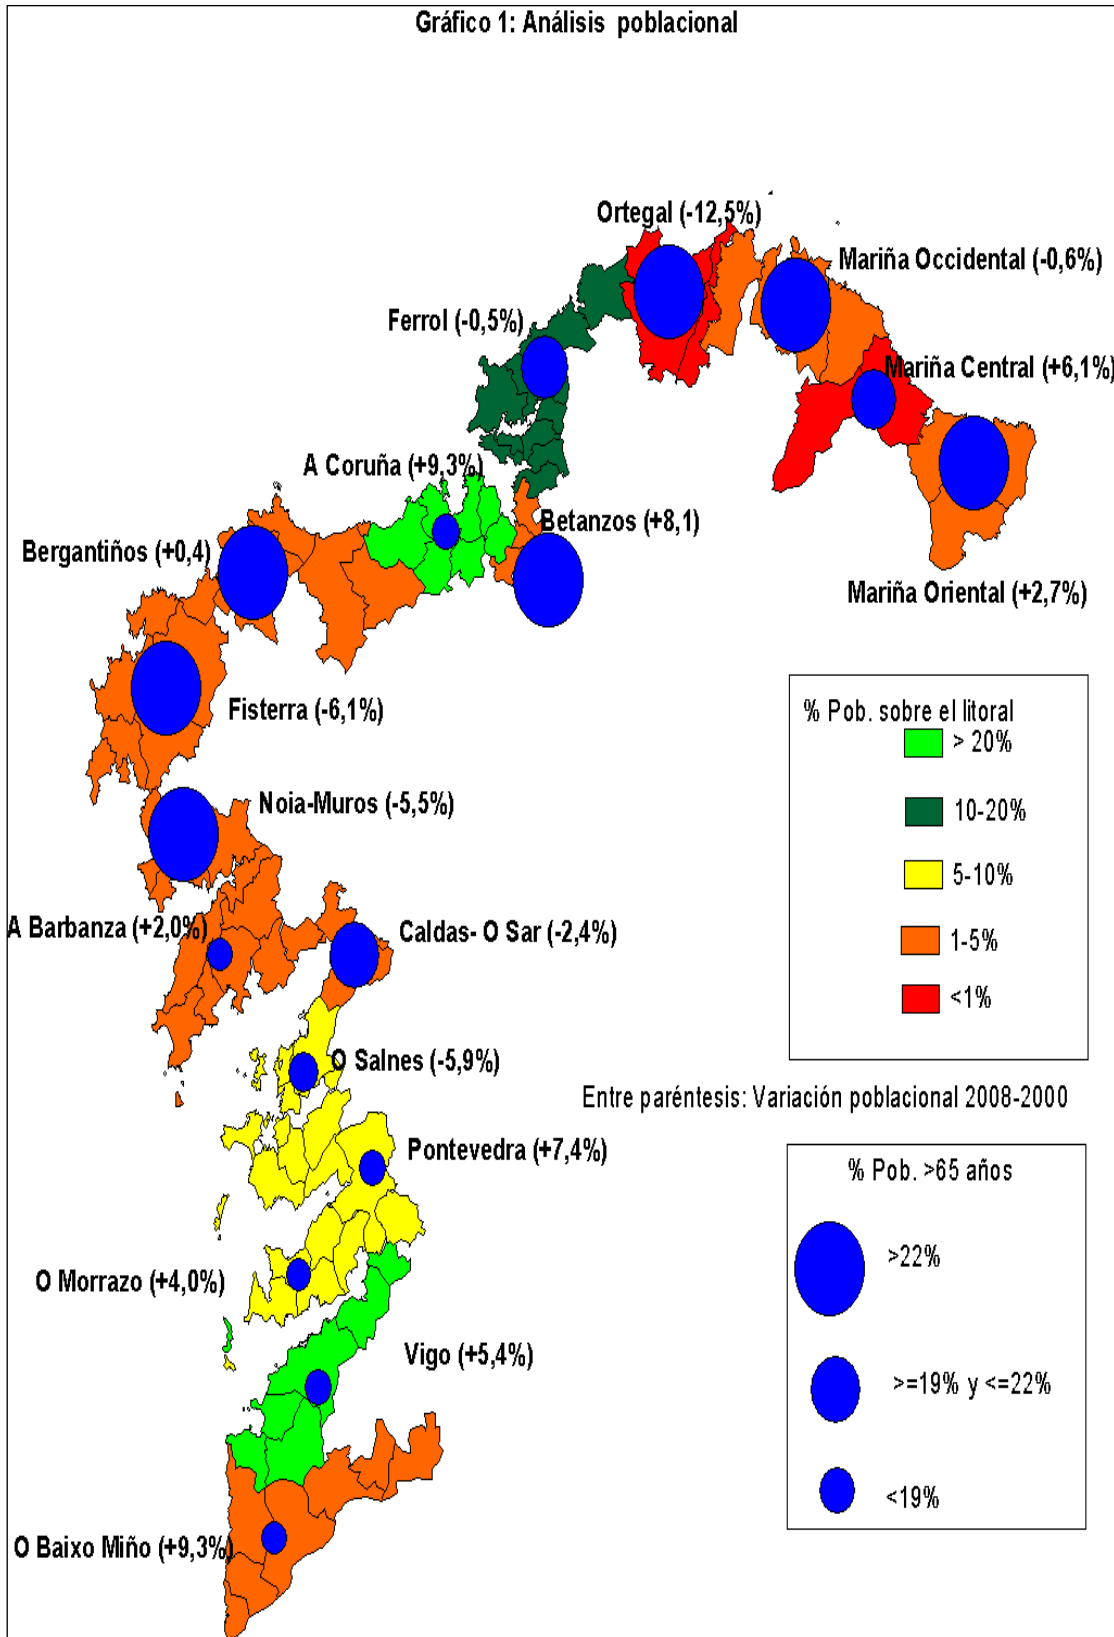 Gráfico 1: Análisis poblacional
Ortegal (-12,5%)
Mariña Occidental (-0,6%)
Ferrol (-0,5%)
Mariña Central (+6,1%)
A Coruña (+9,3%)
Betanzos (+8,1)
Bergantiños (+0,4)
Mariña Oriental (+2,7%)
Fisterra (-6,1%)
% Pob. sobre el litoral
> 20%
10-20%
5-10%
1-5%
<1%
Noia-Muros (-5,5%)
A Barbanza (+2,0%)
Caldas- O Sar (-2,4%)
O Salnes (-5,9%)
Entre paréntesis: Variación poblacional 2008-2000
Pontevedra (+7,4%)
% Pob. >65 años
>22%
>=19% y <=22%
<19%
O Morrazo (+4,0%)
Vigo (+5,4%)
O Baixo Miño (+9,3%)